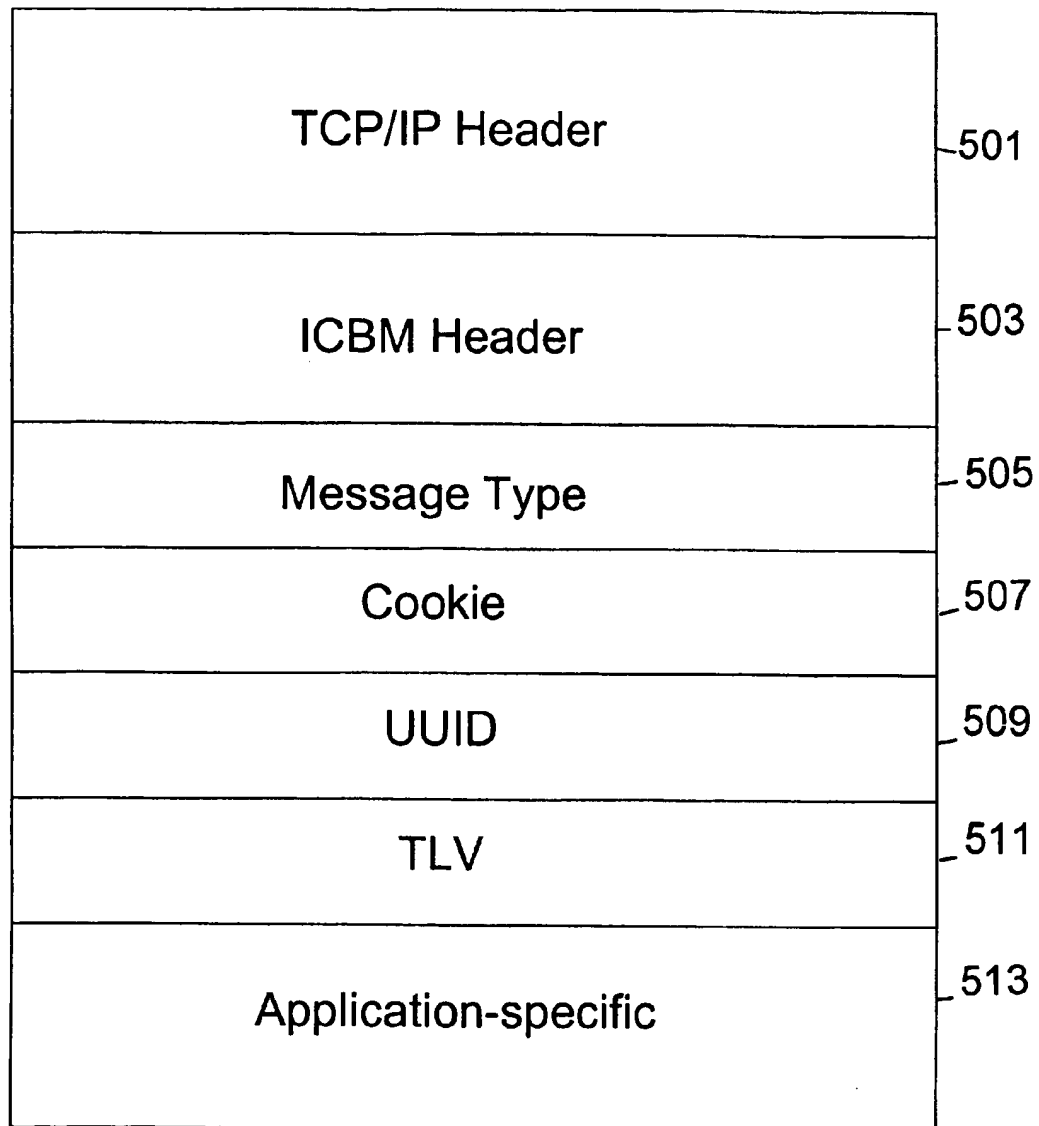 TCP/IP Header 501
ICBM Header 503
Message Type 505
Cookie 507
UUID 509
TLV 511
Application-specific 513